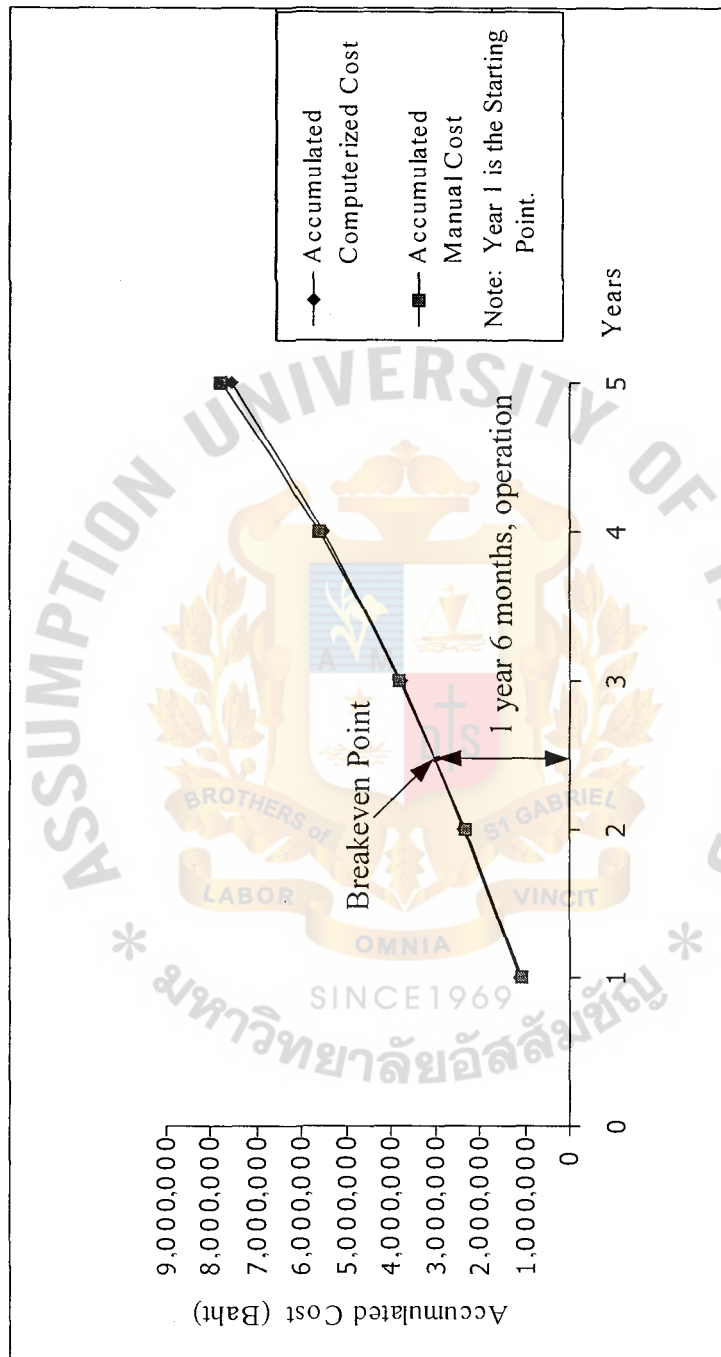 Accumulated Cost (Baht)
9,000,000
8,000,000
7,000,000
6,000,000
5,000,000
4,000,000
3,000,000
2,000,000
1,000,000
0
0
1
2
3
4
5
Years
Breakeven Point
1 year 6 months, operation
Accumulated
Computerized Cost
Accumulated
Manual Cost
Note: Year 1 is the Starting
Point.
ASSUMPTION UNIVERSITY OF
BROTHERS of
S1 GABRIEL
LABOR
OMNIA
VINCIT
SINCE1969
* มหาวิทยาลัยอัสสัมชัญ *